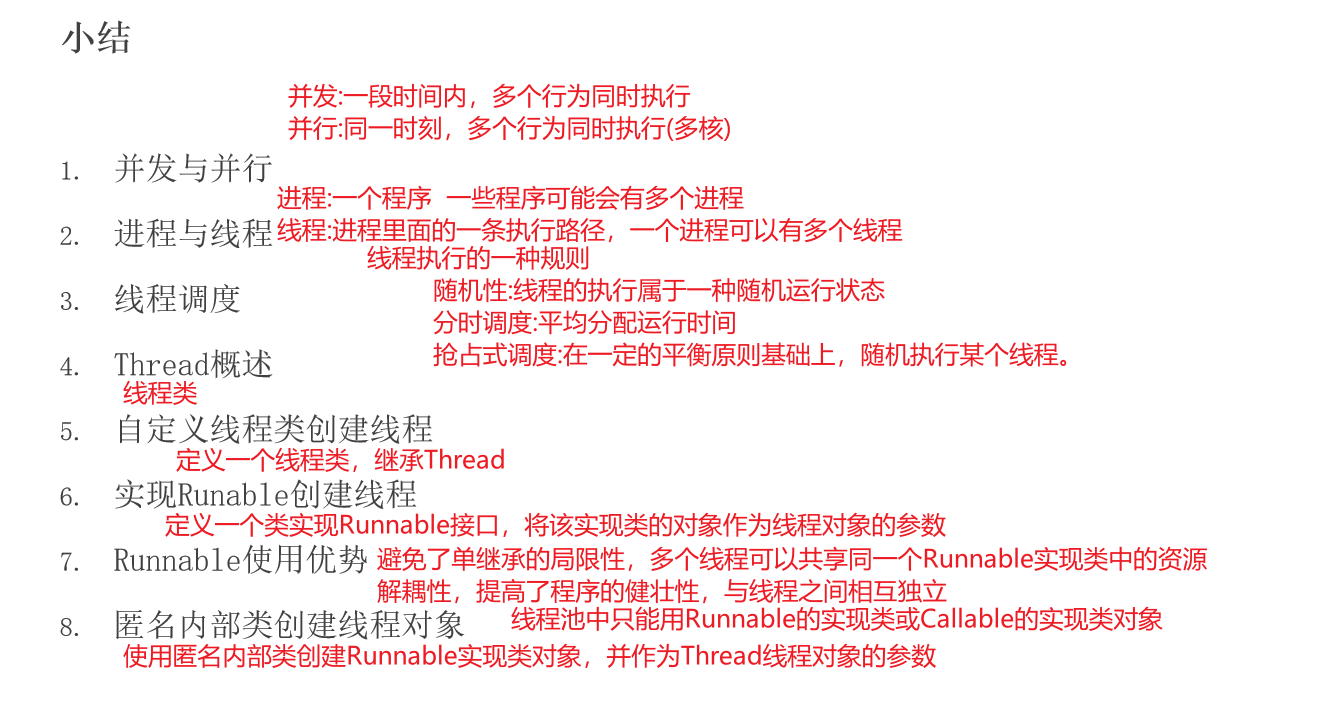 小结
并发:一段时间内，多个行为同时执行
并行:同一时刻，多个行为同时执行(多核)
1. 并发与并行
进程:一个程序 一些程序可能会有多个进程
2. 进程与线程
线程:进程里面的一条执行路径，一个进程可以有多个线程
线程执行的一种规则
3. 线程调度
随机性:线程的执行属于一种随机运行状态
分时调度:平均分配运行时间
抢占式调度:在一定的平衡原则基础上，随机执行某个线程。
4. Thread概述
线程类
5. 自定义线程类创建线程
定义一个线程类，继承Thread
6. 实现Runable创建线程
定义一个类实现Runnable接口，将该实现类的对象作为线程对象的参数
7. Runnable使用优势
避免了单继承的局限性，多个线程可以共享同一个Runnable实现类中的资源
解耦性，提高了程序的健壮性，与线程之间相互独立
线程池中只能用Runnable的实现类或Callable的实现类对象
8. 匿名内部类创建线程对象
使用匿名内部类创建Runnable实现类对象，并作为Thread线程对象的参数